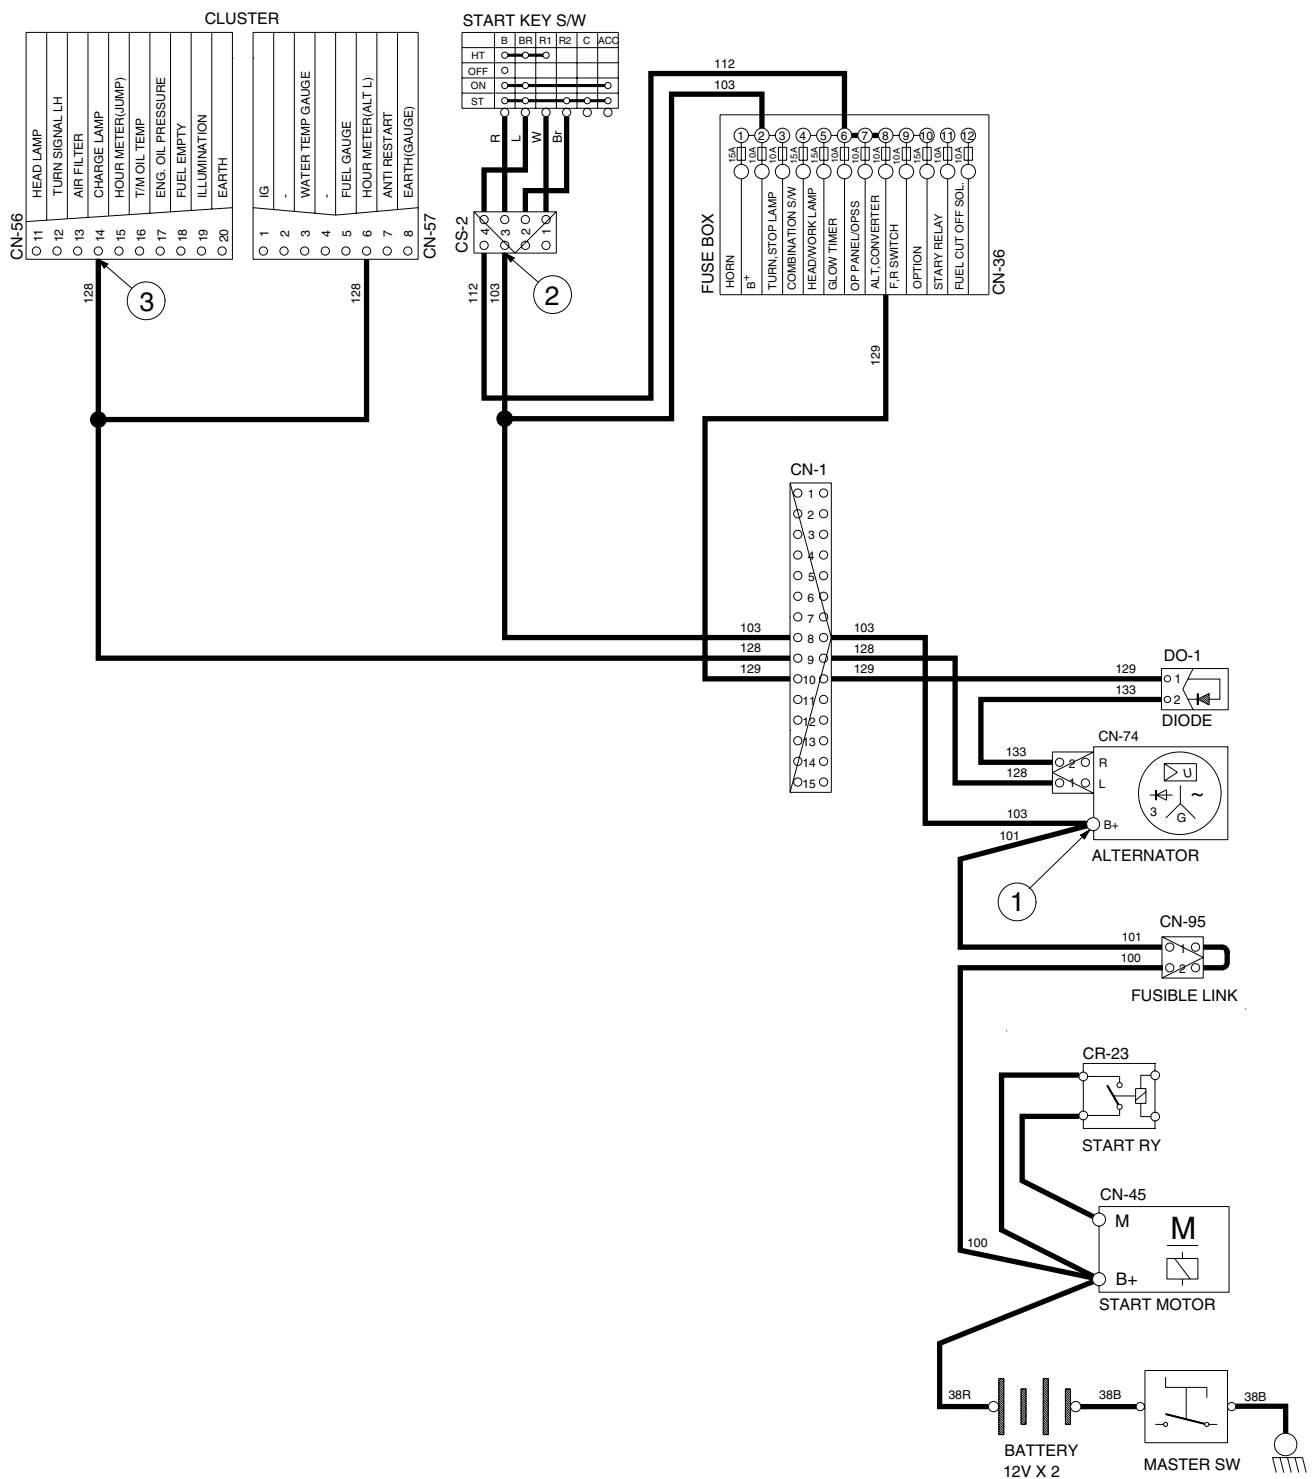 CLUSTER
START KEY S/W
B BR R1 R2 C ACC
HT
OFF
ON
ST
R
L
W
Br
112
103
HEAD LAMP
TURN SIGNAL LH
AIR FILTER
CHARGE LAMP
HOUR METER(JUMP)
T/M OIL TEMP
ENG. OIL PRESSURE
FUEL EMPTY
ILLUMINATION
EARTH
11 12 13 14 15 16 17 18 19 20
CN-56
IG
-
WATER TEMP GAUGE
-
FUEL GAUGE
HOUR METER(ALT L)
ANTI RESTART
EARTH(GAUGE)
1 2 3 4 5 6 7 8
CN-57
CS-2
4 3 2 1
1 2 3 4 5 6 7 8 9 10 11 12
15A 10A 10A 15A 15A 10A 10A 10A 10A 15A 10A 10A
HORN
B+
TURN,STOP LAMP
COMBINATION S/W
HEAD/WORK LAMP
GLOW TIMER
OP PANEL/OPSS
ALT,CONVERTER
F,R SWITCH
OPTION
STARY RELAY
FUEL CUT OFF SOL.
FUSE BOX
CN-36
128
3
128
112
103
2
129
CN-1
1
2
3
4
5
6
7
103 8 103
128 9 128
129 10 129
11
12
13
14
15
129
133
DO-1
1
2
DIODE
CN-74
133 2 R
128 1 L
U
3
~
G
103
B+
101
ALTERNATOR
1
CN-95
101 1
100 2
FUSIBLE LINK
CR-23
START RY
CN-45
M
M
100
B+
START MOTOR
38R
38B
38B
BATTERY
12V X 2
MASTER SW